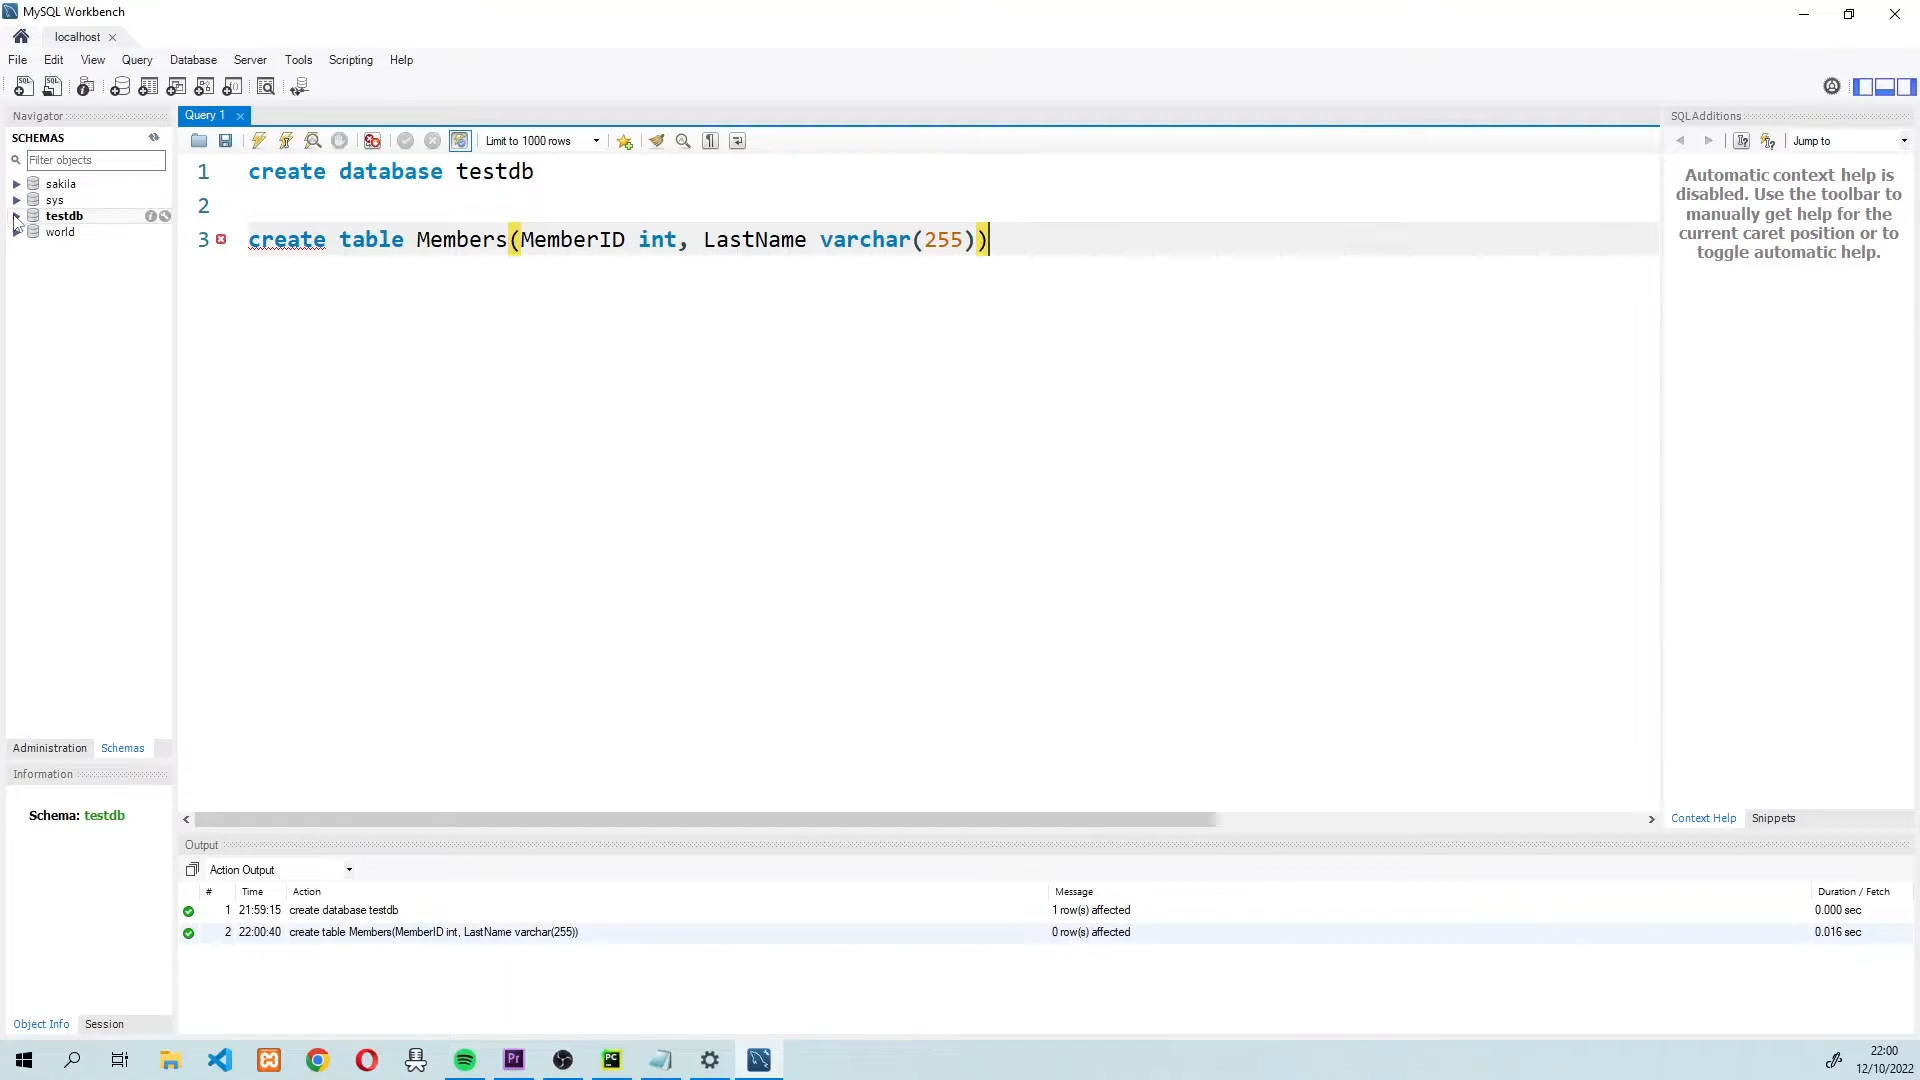 MySQL Workbench
localhost
File Edit View Query Database Server Tools Scripting Help
Navigator
SCHEMAS
Filter objects
sakila
sys
testdb
world
Administration Schemas
Information
Schema: testdb
Object Info Session
Query 1
Limit to 1000 rows
1 create database testdb
2
3 create table Members(MemberID int, LastName varchar(255))
SQLAdditions
Jump to
Automatic context help is
disabled. Use the toolbar to
manually get help for the
current caret position or to
toggle automatic help.
Context Help Snippets
Output
Action Output
# Time Action Message Duration / Fetch
1 21:59:15 create database testdb 1 row(s) affected 0.000 sec
2 22:00:40 create table Members(MemberID int, LastName varchar(255)) 0 row(s) affected 0.016 sec
Pr
PC
22:00
12/10/2022